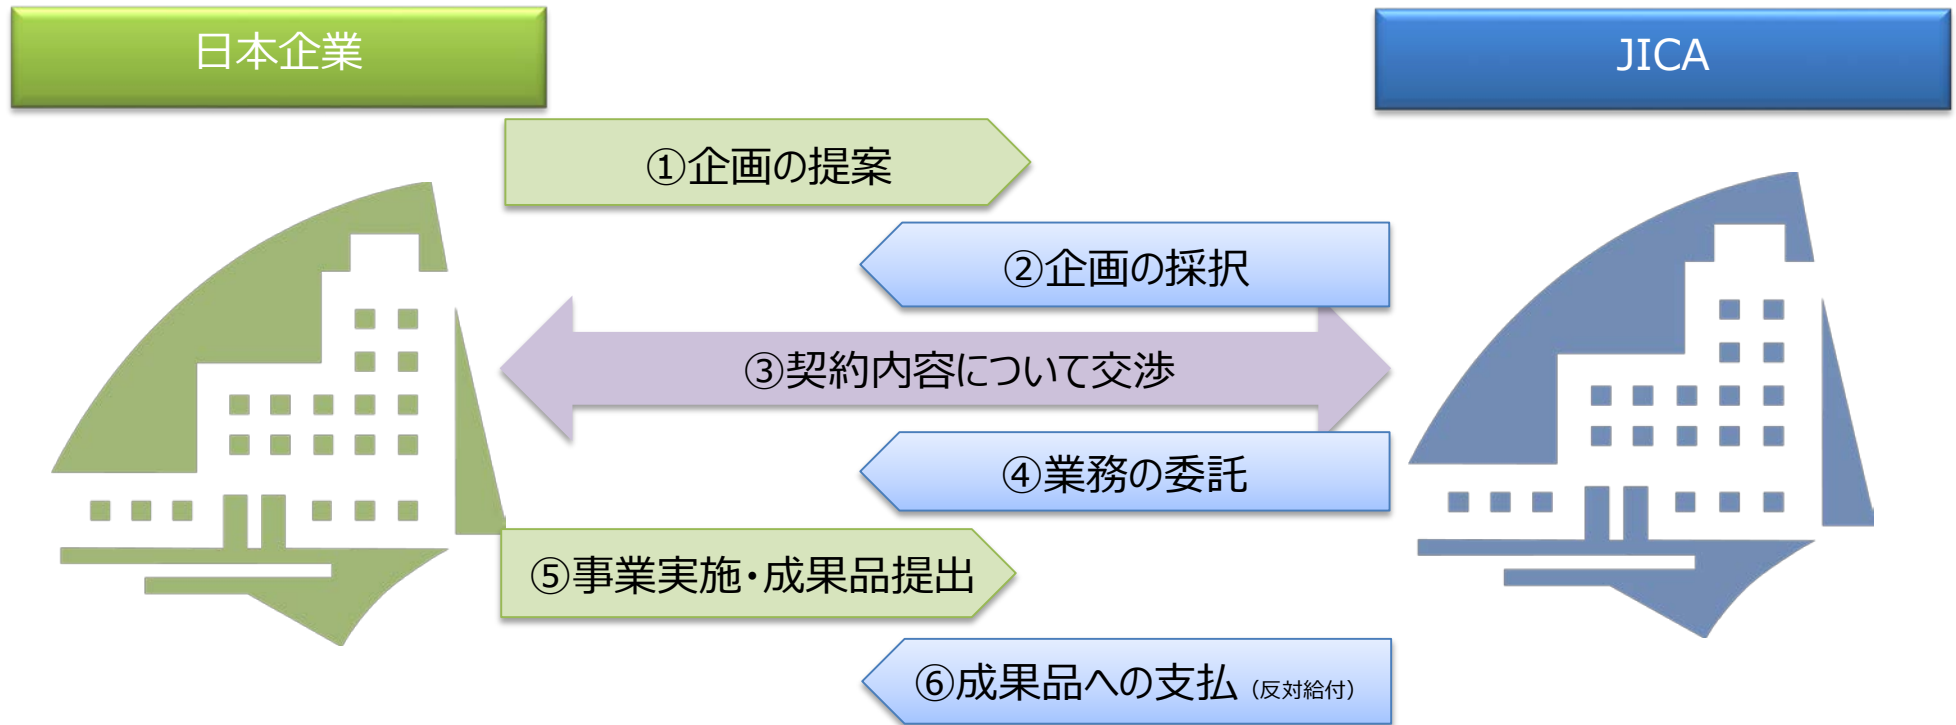 日本企業
JICA
①企画の提案
②企画の採択
③契約内容について交渉
④業務の委託
⑤事業実施・成果品提出
⑥成果品への支払（反対給付）